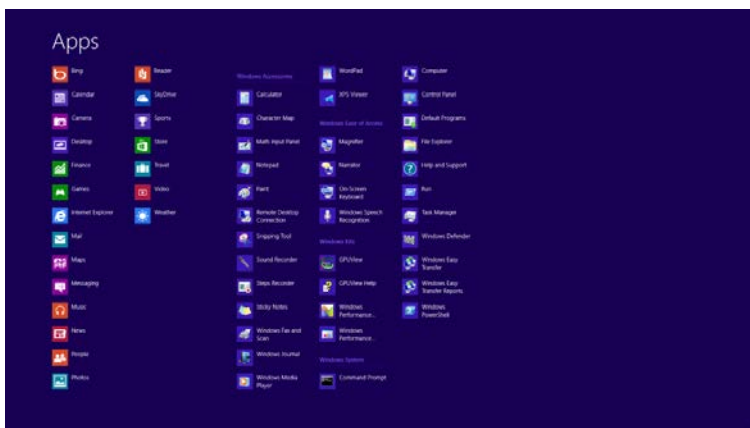 Apps
Bing
Calendar
Camera
Desktop
Finance
Games
Internet Explorer
Mail
Maps
Messaging
Music
News
People
Photos
Reader
SkyDrive
Sports
Store
Travel
Video
Weather
Windows Accessories
Calculator
Character Map
Math Input Panel
Notepad
Paint
Remote Desktop
Connection
Snipping Tool
Sound Recorder
Steps Recorder
Sticky Notes
Windows Fax and
Scan
Windows Journal
Windows Media
Player
WordPad
XPS Viewer
Windows Ease of Access
Magnifier
Narrator
On-Screen
Keyboard
Windows Speech
Recognition
Windows Kits
GPUView
GPUView Help
Windows
Performance...
Windows
Performance...
Windows System
Command Prompt
Computer
Control Panel
Default Programs
File Explorer
Help and Support
Run
Task Manager
Windows Defender
Windows Easy
Transfer
Windows Easy
Transfer Reports
Windows
PowerShell